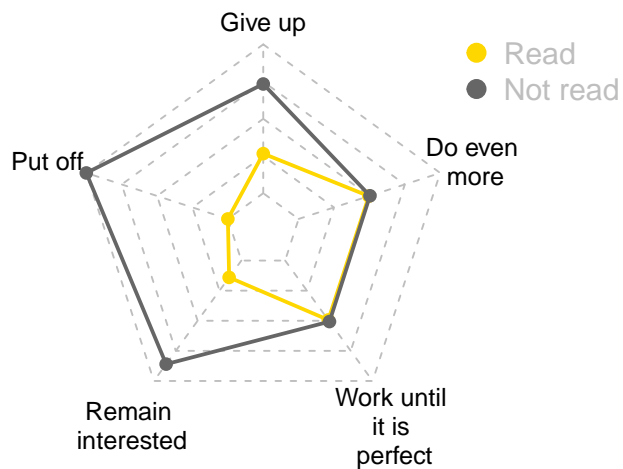 Give up
Read
Not read
Do even
more
Put off
Remain
interested
Work until
it is
perfect